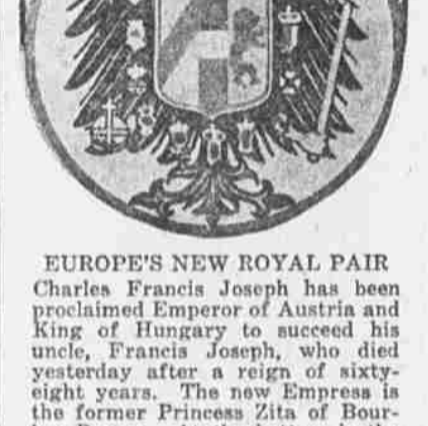 EUROPE'S NEW ROYAL PAIR
Charles Francis Joseph has been
proclaimed Emperor of Austria and
King of Hungary to succeed his
uncle, Francis Joseph, who died
yesterday after a reign of sixty-
eight years. The new Empress is
the former Princess Zita of Bour-